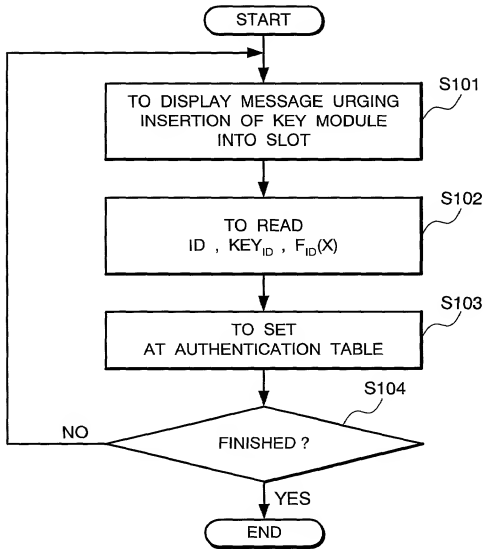 START
S101
TO DISPLAY MESSAGE URGING
INSERTION OF KEY MODULE
INTO SLOT
S102
TO READ
ID , KEY_ID , F_ID(X)
S103
TO SET
AT AUTHENTICATION TABLE
S104
FINISHED ?
NO
YES
END